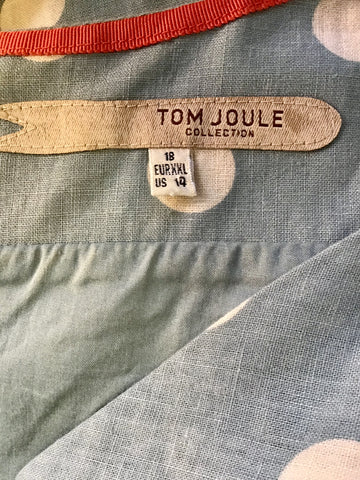 TOM JOULE
COLLECTION
18
EUR XXL
US 14